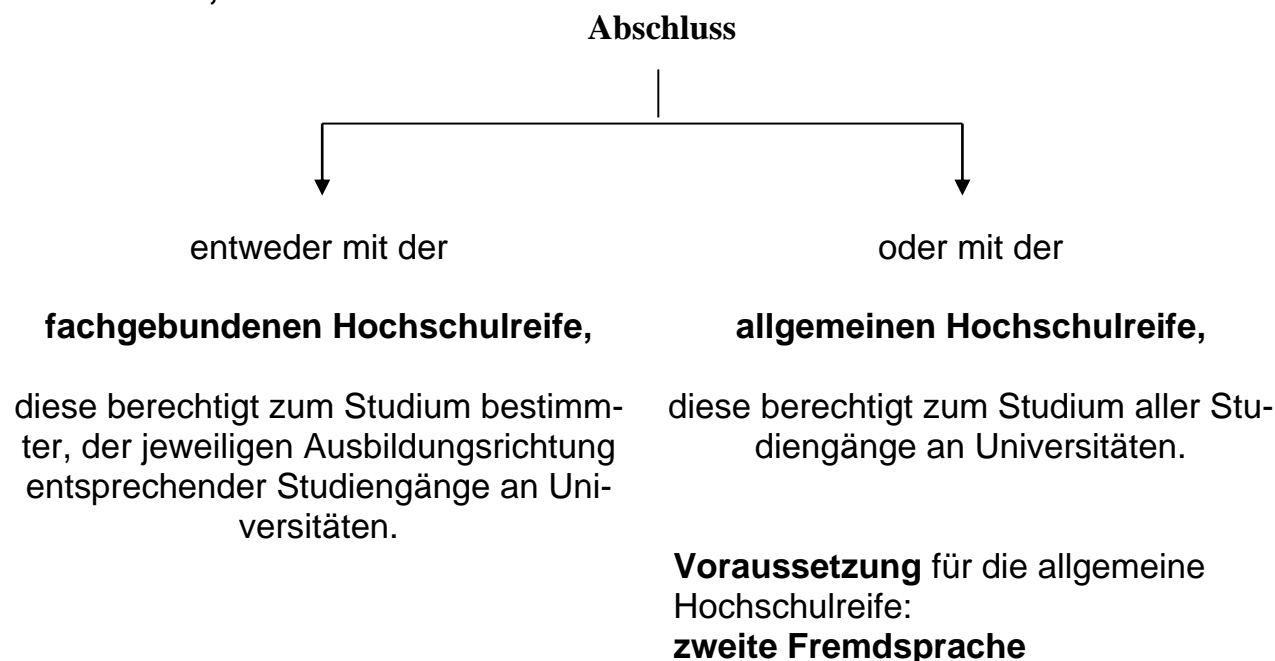 Abschluss
entweder mit der
fachgebundenen Hochschulreife,
diese berechtigt zum Studium bestimm-
ter, der jeweiligen Ausbildungsrichtung
entsprechender Studiengänge an Uni-
versitäten.
oder mit der
allgemeinen Hochschulreife,
diese berechtigt zum Studium aller Stu-
diengänge an Universitäten.
Voraussetzung für die allgemeine
Hochschulreife:
zweite Fremdsprache